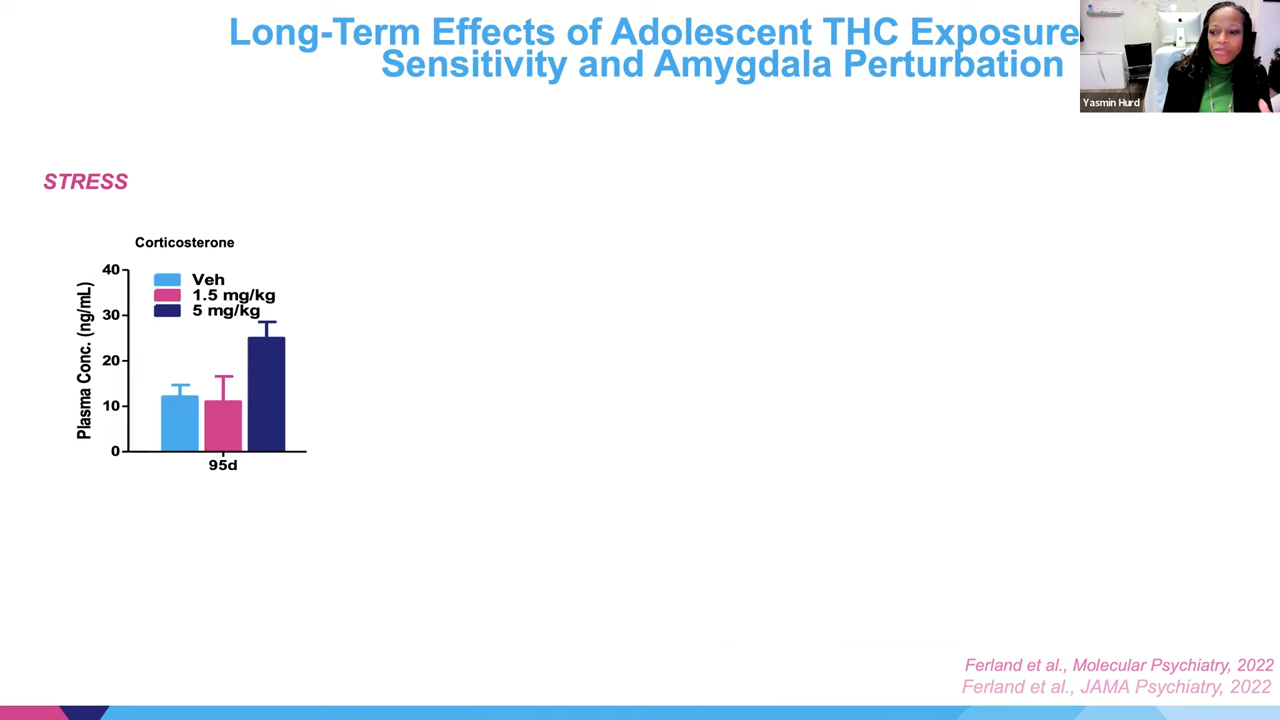 Long-Term Effects of Adolescent THC Exposure
Sensitivity and Amygdala Perturbation
Yasmin Hurd
STRESS
Corticosterone
Plasma Conc. (ng/mL)
40
30
20
10
0
Veh
1.5 mg/kg
5 mg/kg
95d
Ferland et al., Molecular Psychiatry, 2022
Ferland et al., JAMA Psychiatry, 2022